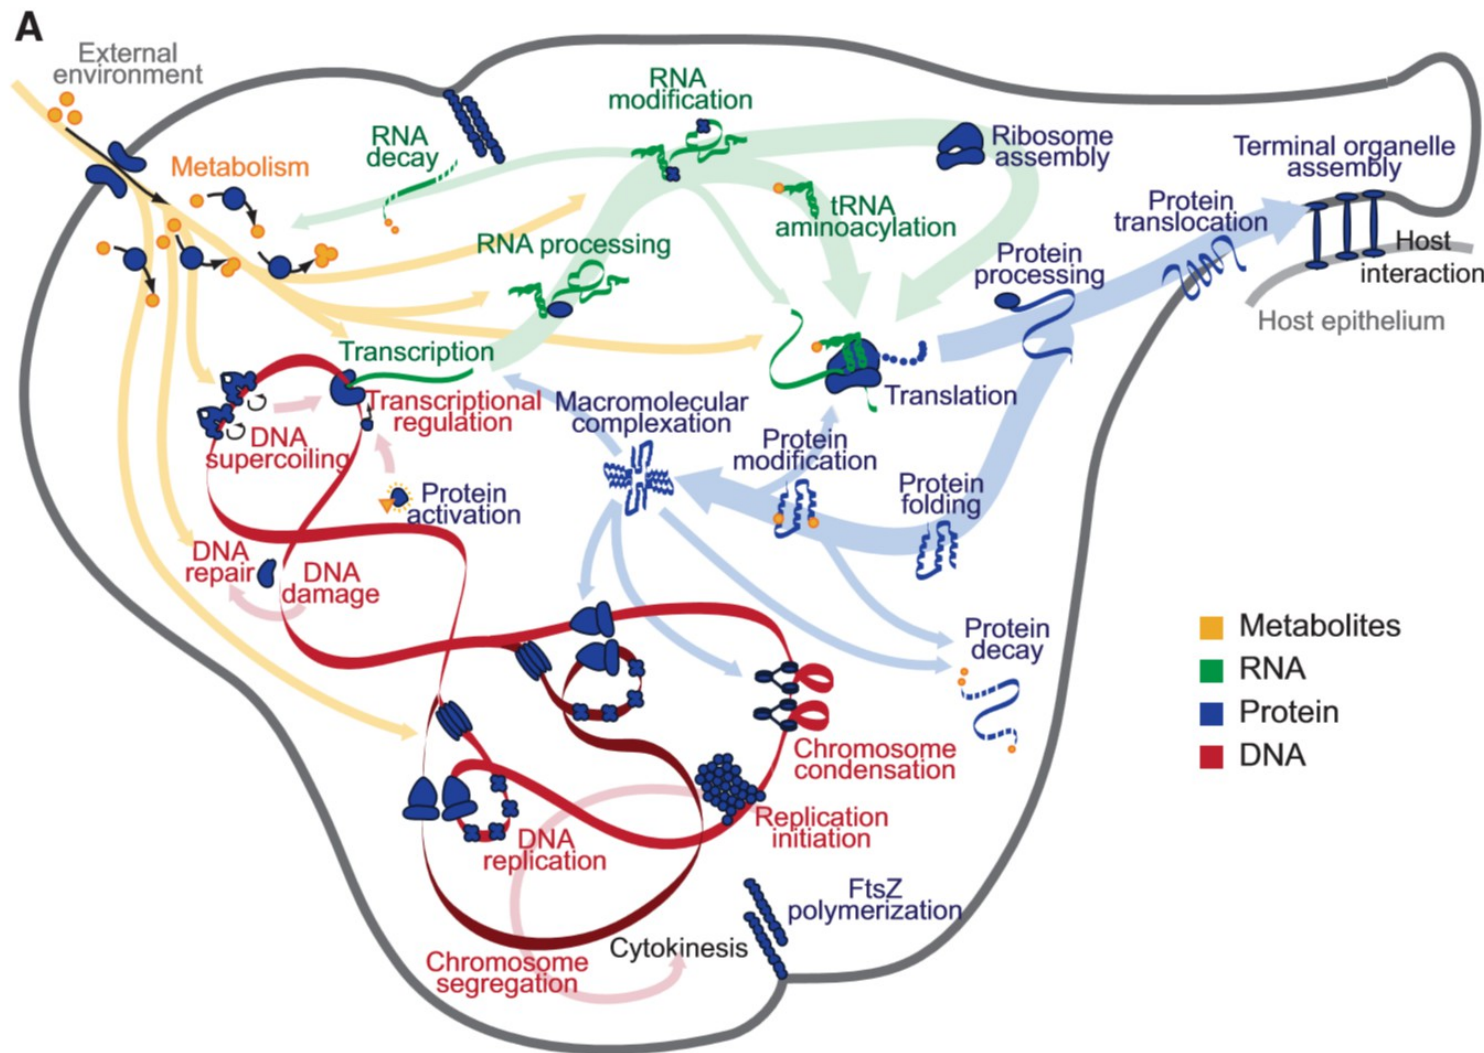 A
External
environment
Metabolism
RNA
decay
RNA
modification
Ribosome
assembly
Terminal organelle
assembly
tRNA
aminoacylation
Protein
translocation
RNA processing
Protein
processing
Host
interaction
Host epithelium
Transcription
Transcriptional
regulation
Macromolecular
complexation
Translation
DNA
supercoiling
Protein
modification
Protein
activation
Protein
folding
DNA
repair
DNA
damage
Protein
decay
Metabolites
RNA
Protein
DNA
Chromosome
condensation
Replication
initiation
DNA
replication
FtsZ
polymerization
Cytokinesis
Chromosome
segregation